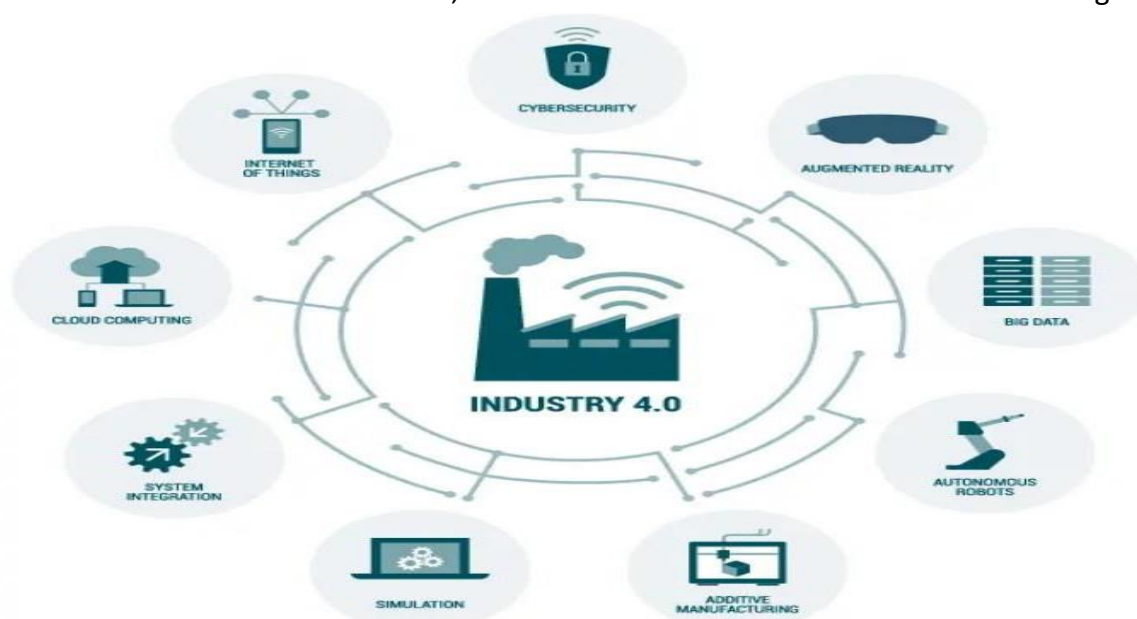 CYBERSECURITY
INTERNET
OF THINGS
AUGMENTED REALITY
CLOUD COMPUTING
BIG DATA
INDUSTRY 4.0
SYSTEM
INTEGRATION
AUTONOMOUS
ROBOTS
SIMULATION
ADDITIVE
MANUFACTURING